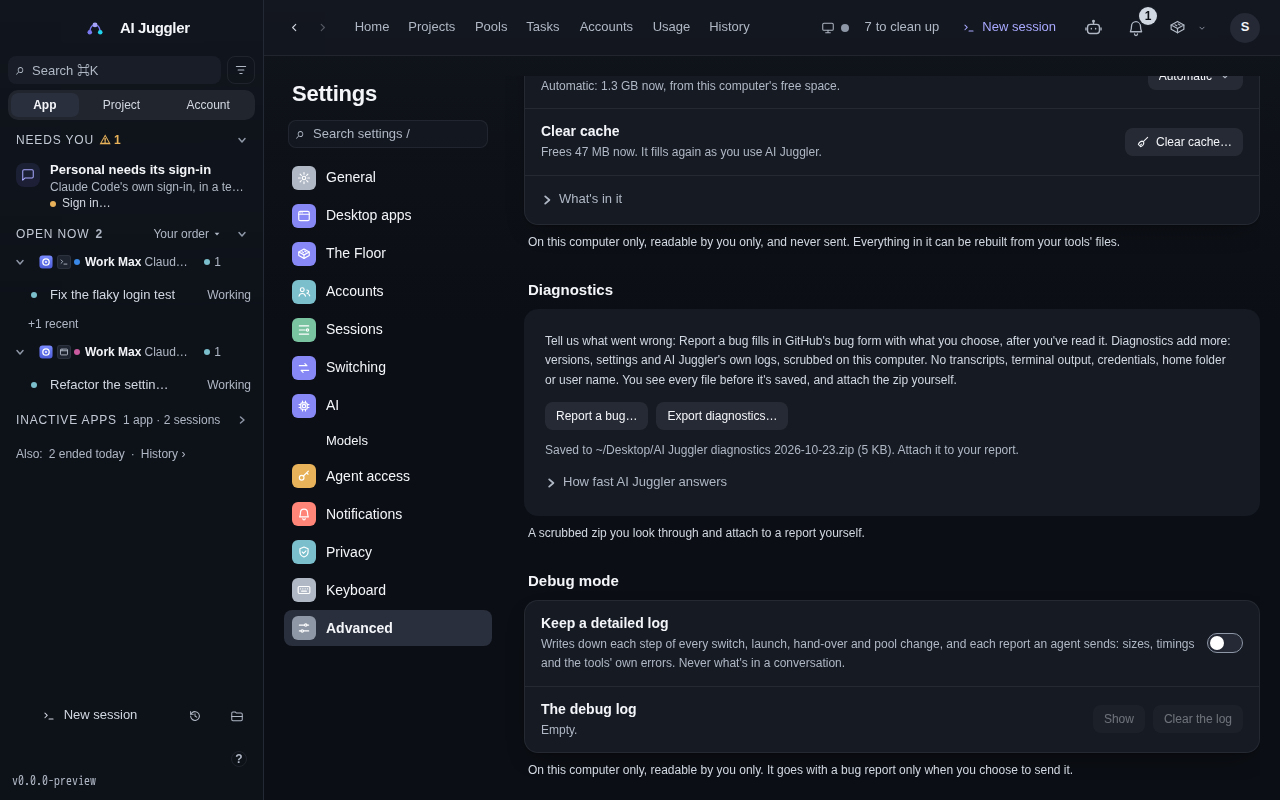 AI Juggler
Search ⌘K
App Project Account
NEEDS YOU 1
Personal needs its sign-in
Claude Code's own sign-in, in a te…
Sign in…
OPEN NOW 2 Your order
Work Max Claud… 1
Fix the flaky login test Working
+1 recent
Work Max Claud… 1
Refactor the settin… Working
INACTIVE APPS 1 app · 2 sessions
Also: 2 ended today · History ›
New session
?
v0.0.0-preview
Home Projects Pools Tasks Accounts Usage History
7 to clean up
New session
1
S
Settings
Search settings /
General
Desktop apps
The Floor
Accounts
Sessions
Switching
AI
Models
Agent access
Notifications
Privacy
Keyboard
Advanced
Automatic: 1.3 GB now, from this computer's free space.
Automatic
Clear cache
Frees 47 MB now. It fills again as you use AI Juggler.
Clear cache…
What's in it
On this computer only, readable by you only, and never sent. Everything in it can be rebuilt from your tools' files.
Diagnostics
Tell us what went wrong: Report a bug fills in GitHub's bug form with what you choose, after you've read it. Diagnostics add more:
versions, settings and AI Juggler's own logs, scrubbed on this computer. No transcripts, terminal output, credentials, home folder
or user name. You see every file before it's saved, and attach the zip yourself.
Report a bug… Export diagnostics…
Saved to ~/Desktop/AI Juggler diagnostics 2026-10-23.zip (5 KB). Attach it to your report.
How fast AI Juggler answers
A scrubbed zip you look through and attach to a report yourself.
Debug mode
Keep a detailed log
Writes down each step of every switch, launch, hand-over and pool change, and each report an agent sends: sizes, timings
and the tools' own errors. Never what's in a conversation.
The debug log
Empty.
Show Clear the log
On this computer only, readable by you only. It goes with a bug report only when you choose to send it.